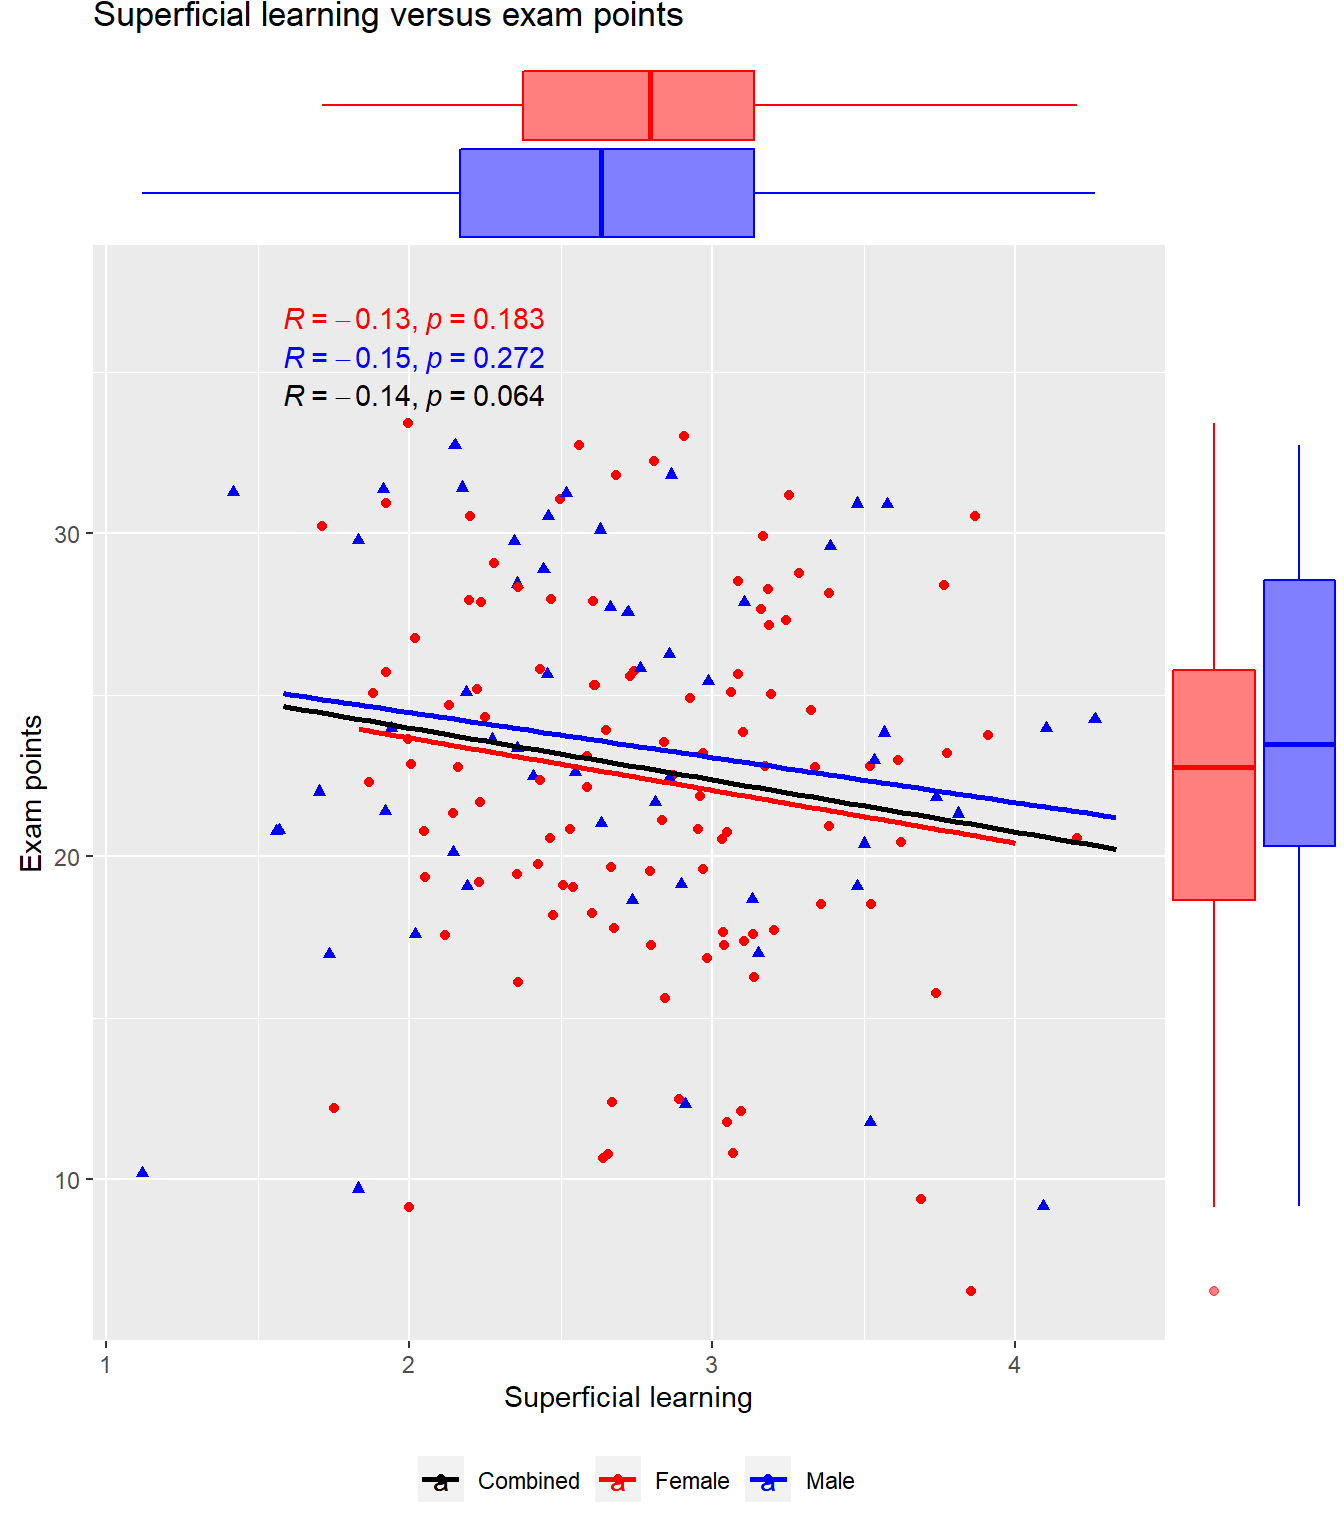 Superficial learning versus exam points
R = −0.13, p = 0.183
R = −0.15, p = 0.272
R = −0.14, p = 0.064
30
20
10
Exam points
1 2 3 4
Superficial learning
a Combined a Female a Male